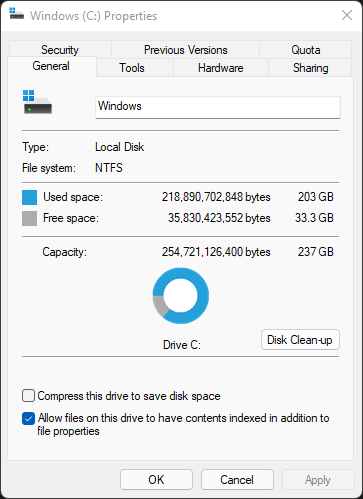 Windows (C:) Properties
Security Previous Versions Quota
General Tools Hardware Sharing
Windows
Type: Local Disk
File system: NTFS
Used space: 218,890,702,848 bytes 203 GB
Free space: 35,830,423,552 bytes 33.3 GB
Capacity: 254,721,126,400 bytes 237 GB
Drive C: Disk Clean-up
Compress this drive to save disk space
Allow files on this drive to have contents indexed in addition to
file properties
OK Cancel Apply